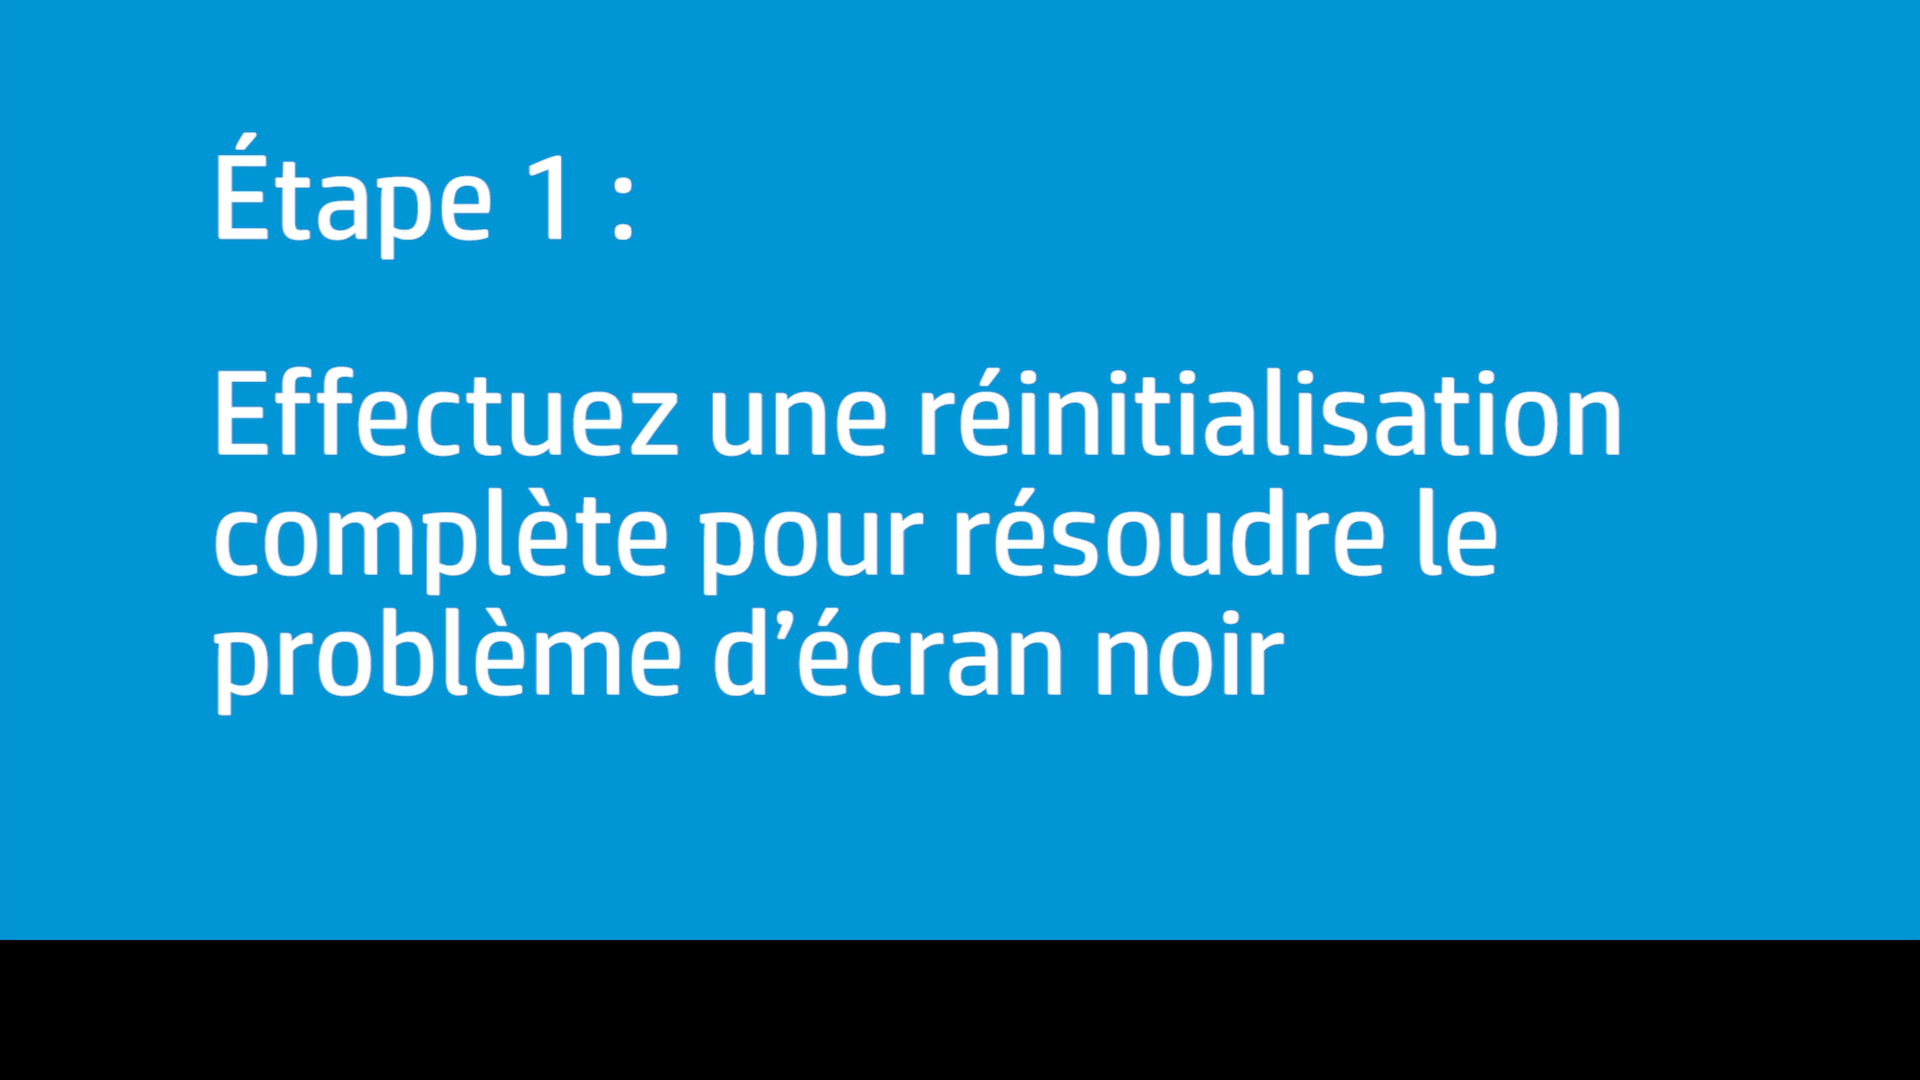 Étape 1 :
Effectuez une réinitialisation
complète pour résoudre le
problème d’écran noir